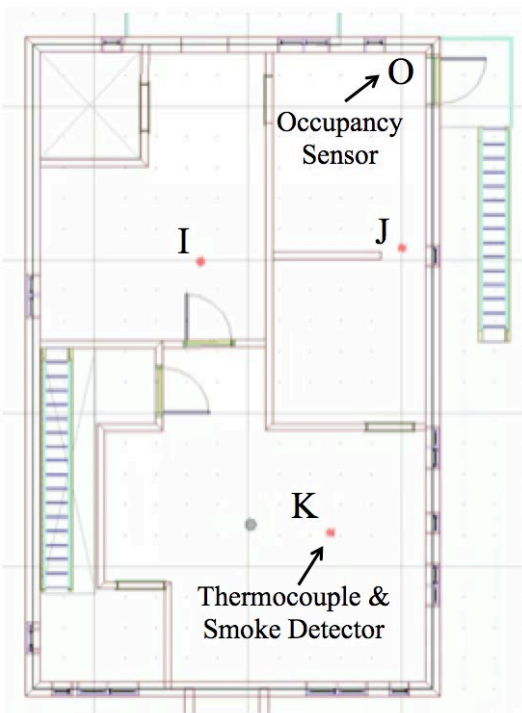 O
Occupancy
Sensor
J
I
K
Thermocouple &
Smoke Detector